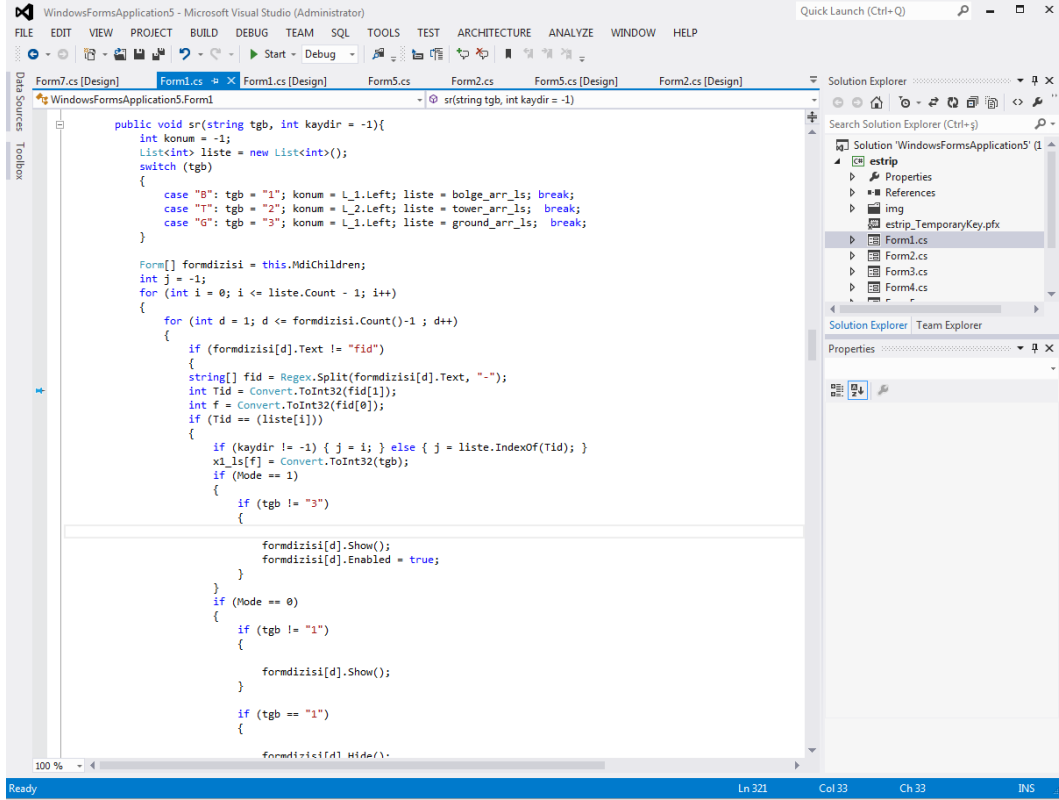 WindowsFormsApplication5 - Microsoft Visual Studio (Administrator)
Quick Launch (Ctrl+Q)
FILE EDIT VIEW PROJECT BUILD DEBUG TEAM SQL TOOLS TEST ARCHITECTURE ANALYZE WINDOW HELP
Start Debug
Data Sources
Toolbox
Form7.cs [Design] Form1.cs Form1.cs [Design] Form5.cs Form2.cs Form5.cs [Design] Form2.cs [Design]
WindowsFormsApplication5.Form1 sr(string tgb, int kaydir = -1)
public void sr(string tgb, int kaydir = -1){
int konum = -1;
List<int> liste = new List<int>();
switch (tgb)
{
case "B": tgb = "1"; konum = L_1.Left; liste = bolge_arr_ls; break;
case "T": tgb = "2"; konum = L_2.Left; liste = tower_arr_ls; break;
case "G": tgb = "3"; konum = L_1.Left; liste = ground_arr_ls; break;
}
Form[] formdizisi = this.MdiChildren;
int j = -1;
for (int i = 0; i <= liste.Count - 1; i++)
{
for (int d = 1; d <= formdizisi.Count()-1 ; d++)
{
if (formdizisi[d].Text != "fid")
{
string[] fid = Regex.Split(formdizisi[d].Text, "-");
int Tid = Convert.ToInt32(fid[1]);
int f = Convert.ToInt32(fid[0]);
if (Tid == (liste[i]))
{
if (kaydir != -1) { j = i; } else { j = liste.IndexOf(Tid); }
x1_ls[f] = Convert.ToInt32(tgb);
if (Mode == 1)
{
if (tgb != "3")
{
formdizisi[d].Show();
formdizisi[d].Enabled = true;
}
}
if (Mode == 0)
{
if (tgb != "1")
{
formdizisi[d].Show();
}
if (tgb == "1")
{
formdizisi[d].Hide();
100 %
Solution Explorer
Search Solution Explorer (Ctrl+ş)
Solution 'WindowsFormsApplication5' (1
estrip
Properties
References
img
estrip_TemporaryKey.pfx
Form1.cs
Form2.cs
Form3.cs
Form4.cs
Solution Explorer Team Explorer
Properties
Ready Ln 321 Col 33 Ch 33 INS